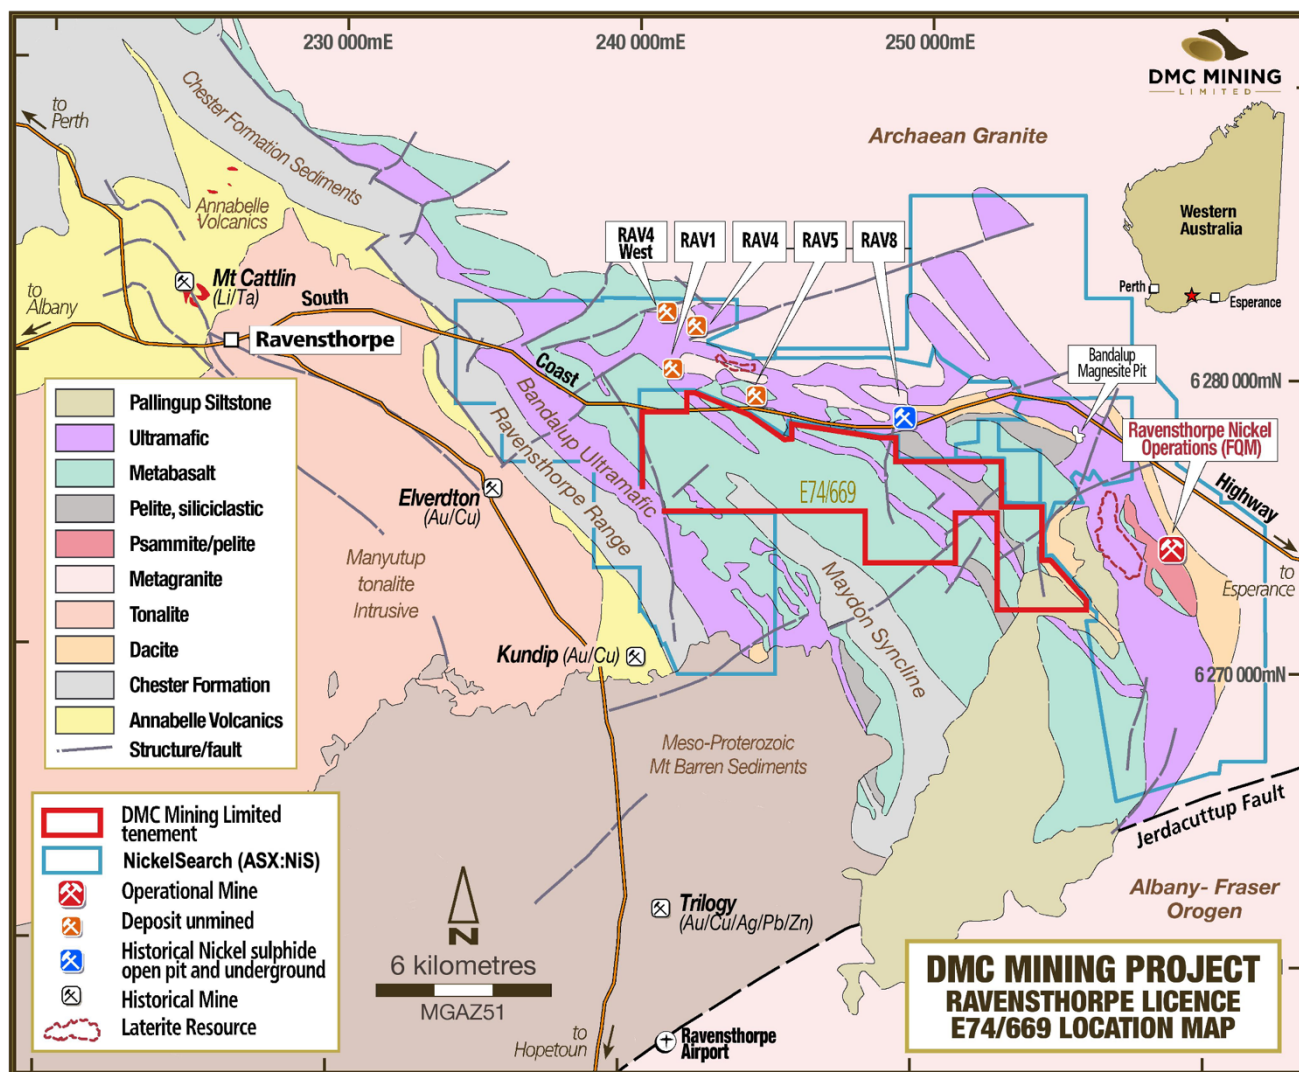 230 000mE
240 000mE
250 000mE
DMC MINING
LIMITED
to
Perth
Chester Formation Sediments
Archaean Granite
Annabelle
Volcanics
Western
Australia
Perth
Esperance
RAV4
West
RAV1
RAV4
RAV5
RAV8
Mt Cattlin
(Li/Ta)
to
Albany
South
Ravensthorpe
Coast
Bandalup
Magnesite Pit
6 280 000mN
Ravensthorpe Nickel
Operations (FQM)
Highway
to
Esperance
Bandalup Ultramafic
Ravensthorpe Range
E74/669
Elverdton
(Au/Cu)
Manyutup
tonalite
Intrusive
Maydon Syncline
Kundip (Au/Cu)
6 270 000mN
Pallingup Siltstone
Ultramafic
Metabasalt
Pelite, siliciclastic
Psammite/pelite
Metagranite
Tonalite
Dacite
Chester Formation
Annabelle Volcanics
Structure/fault
Meso-Proterozoic
Mt Barren Sediments
Jerdacuttup Fault
DMC Mining Limited
tenement
NickelSearch (ASX:NiS)
Operational Mine
Deposit unmined
Historical Nickel sulphide
open pit and underground
Historical Mine
Laterite Resource
N
6 kilometres
MGAZ51
Trilogy
(Au/Cu/Ag/Pb/Zn)
Albany- Fraser
Orogen
to
Hopetoun
Ravensthorpe
Airport
DMC MINING PROJECT
RAVENSTHORPE LICENCE
E74/669 LOCATION MAP